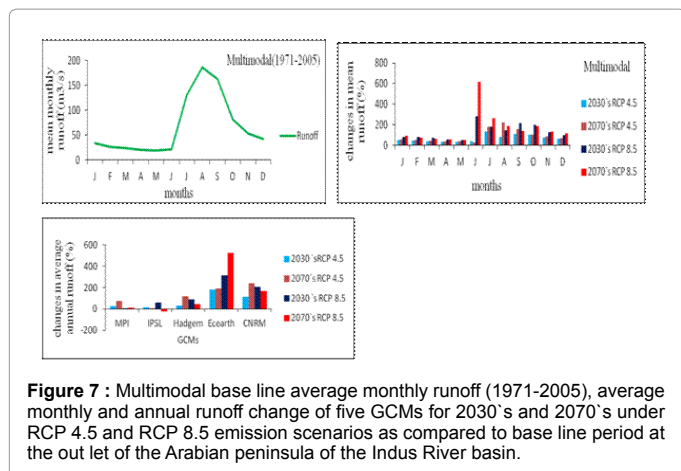 Multimodal(1971-2005)
mean monthly
runoff (m3/s)
200
150
100
50
0
Runoff
J F M A M J J A S O N D
months
Multimodal
changes in mean
runoff (%)
800
600
400
200
0
2030`s RCP 4.5
2070`s RCP 4.5
2030`s RCP 8.5
2070`s RCP 8.5
J F M A M J J A S O N D
months
changes in average
annual runoff (%)
600
400
200
0
-200
2030`sRCP 4.5
2070`s RCP 4.5
2030`s RCP 8.5
2070`s RCP 8.5
MPI IPSL Hadgem Ecearth CNRM
GCMs
Figure 7 : Multimodal base line average monthly runoff (1971-2005), average
monthly and annual runoff change of five GCMs for 2030`s and 2070`s under
RCP 4.5 and RCP 8.5 emission scenarios as compared to base line period at
the out let of the Arabian peninsula of the Indus River basin.